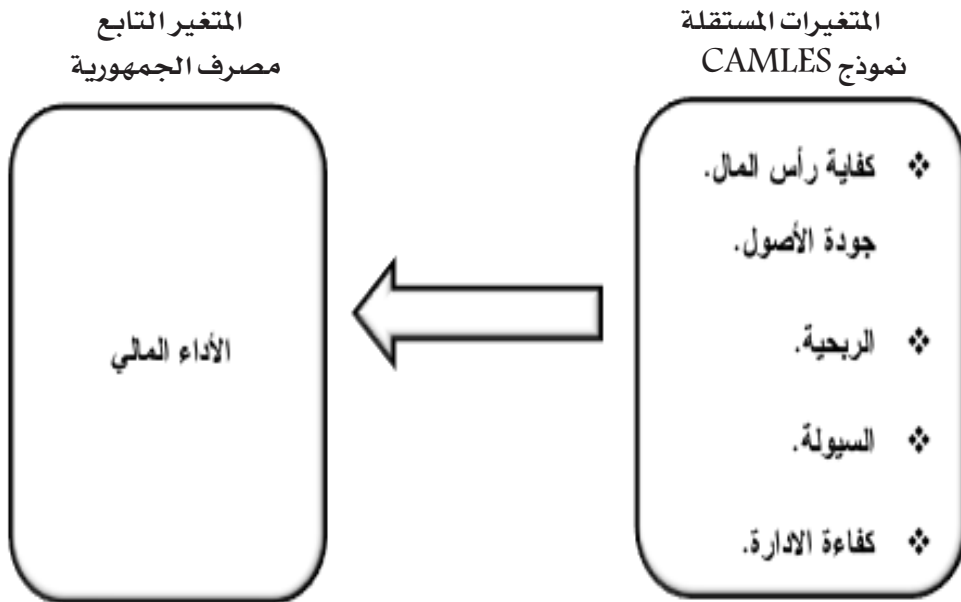 المتغيرات المستقلة
نموذج CAMLES
❖ كفاية رأس المال.
جودة الأصول.
❖ الربحية.
❖ السيولة.
❖ كفاءة الادارة.
المتغير التابع
مصرف الجمهورية
الأداء المالي